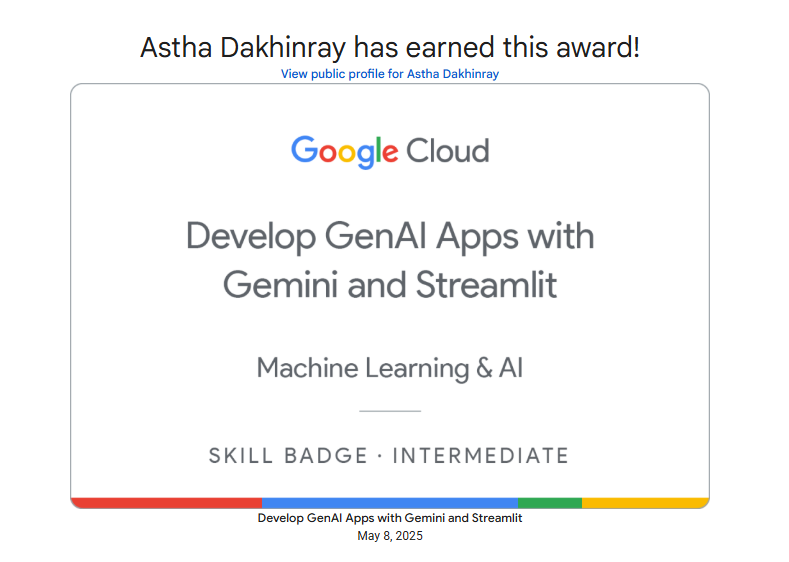 Astha Dakhinray has earned this award!
View public profile for Astha Dakhinray
Google Cloud
Develop GenAI Apps with
Gemini and Streamlit
Machine Learning & AI
SKILL BADGE · INTERMEDIATE
Develop GenAI Apps with Gemini and Streamlit
May 8, 2025